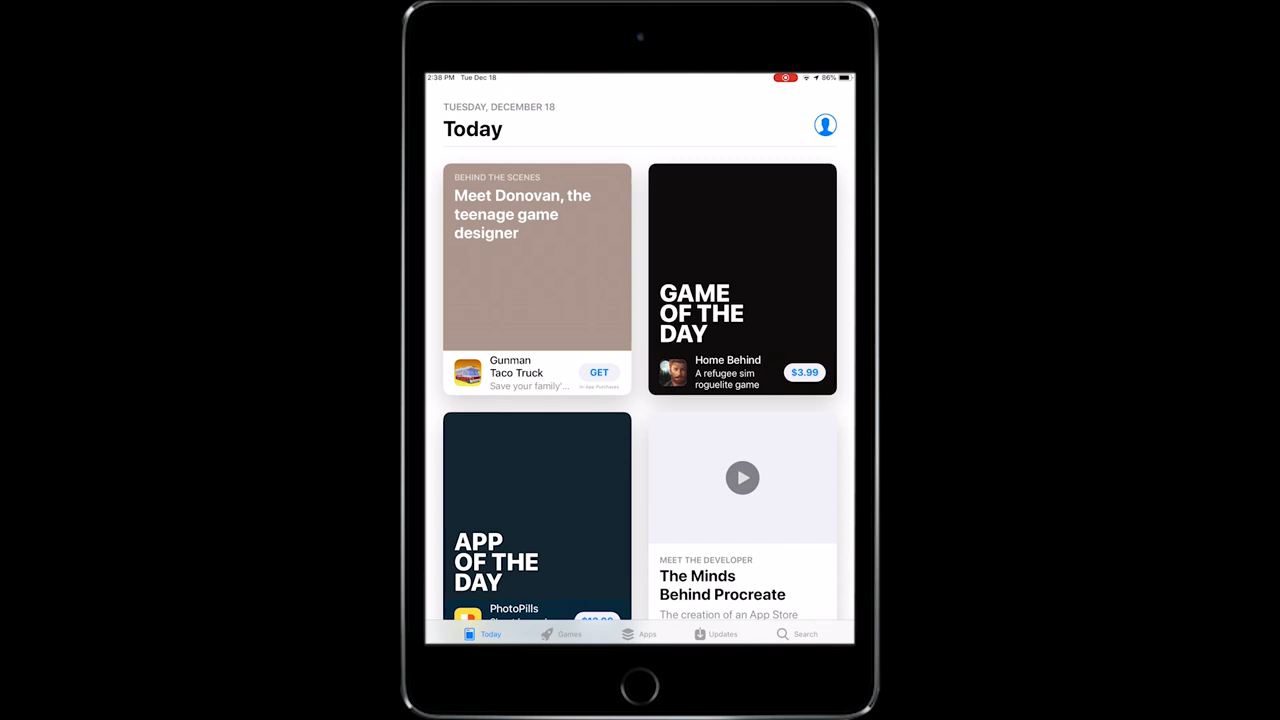 2:38 PM Tue Dec 18
86%
TUESDAY, DECEMBER 18
Today
BEHIND THE SCENES
Meet Donovan, the
teenage game
designer
Gunman
Taco Truck
Save your family'...
GET
In-App Purchases
GAME
OF THE
DAY
Home Behind
A refugee sim
roguelite game
$3.99
APP
OF THE
DAY
PhotoPills
MEET THE DEVELOPER
The Minds
Behind Procreate
The creation of an App Store
Today
Games
Apps
Updates
Search